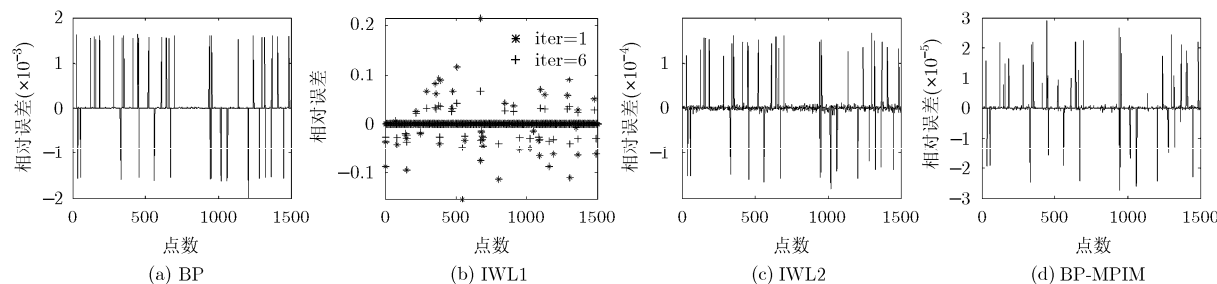 2
1
0
−1
−2
0
500
1000
1500
相对误差(×10⁻³)
点数
(a) BP
0.2
0.1
0
−0.1
0
500
1000
1500
相对误差
iter=1
iter=6
点数
(b) IWL1
2
1
0
−1
0
500
1000
1500
相对误差(×10⁻⁴)
点数
(c) IWL2
3
2
1
0
−1
−2
−3
0
500
1000
1500
相对误差(×10⁻⁵)
点数
(d) BP-MPIM